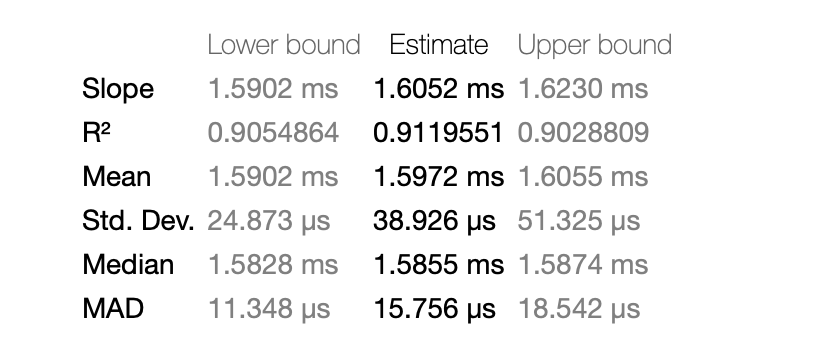 Lower bound Estimate Upper bound
Slope 1.5902 ms 1.6052 ms 1.6230 ms
R² 0.9054864 0.9119551 0.9028809
Mean 1.5902 ms 1.5972 ms 1.6055 ms
Std. Dev. 24.873 µs 38.926 µs 51.325 µs
Median 1.5828 ms 1.5855 ms 1.5874 ms
MAD 11.348 µs 15.756 µs 18.542 µs